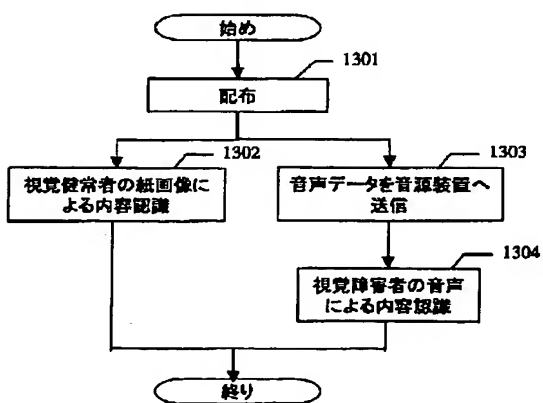 始め
1301
配布
1302
視覚健常者の紙画像に
よる内容認識
1303
音声データを音源装置へ
送信
1304
視覚障害者の音声
による内容認識
終り